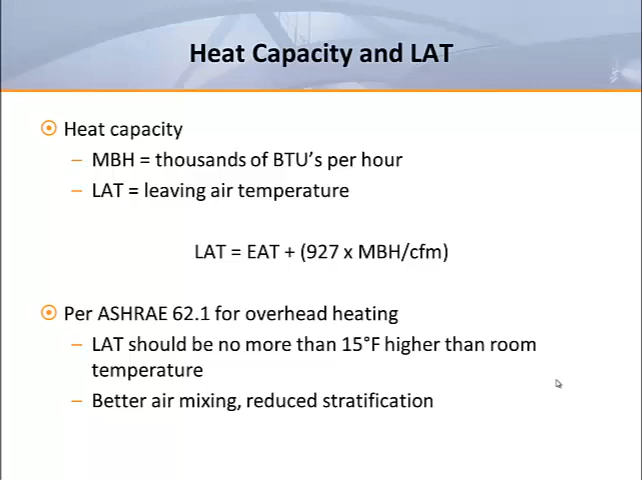 Heat Capacity and LAT
Heat capacity
– MBH = thousands of BTU's per hour
– LAT = leaving air temperature
LAT = EAT + (927 x MBH/cfm)
Per ASHRAE 62.1 for overhead heating
– LAT should be no more than 15°F higher than room
temperature
– Better air mixing, reduced stratification